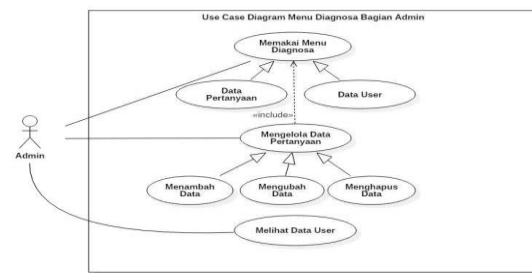 Use Case Diagram Menu Diagnosa Bagian Admin
Memakai Menu
Diagnosa
Data
Pertanyaan
Data User
«include»
Mengelola Data
Pertanyaan
Admin
Menambah
Data
Mengubah
Data
Menghapus
Data
Melihat Data User